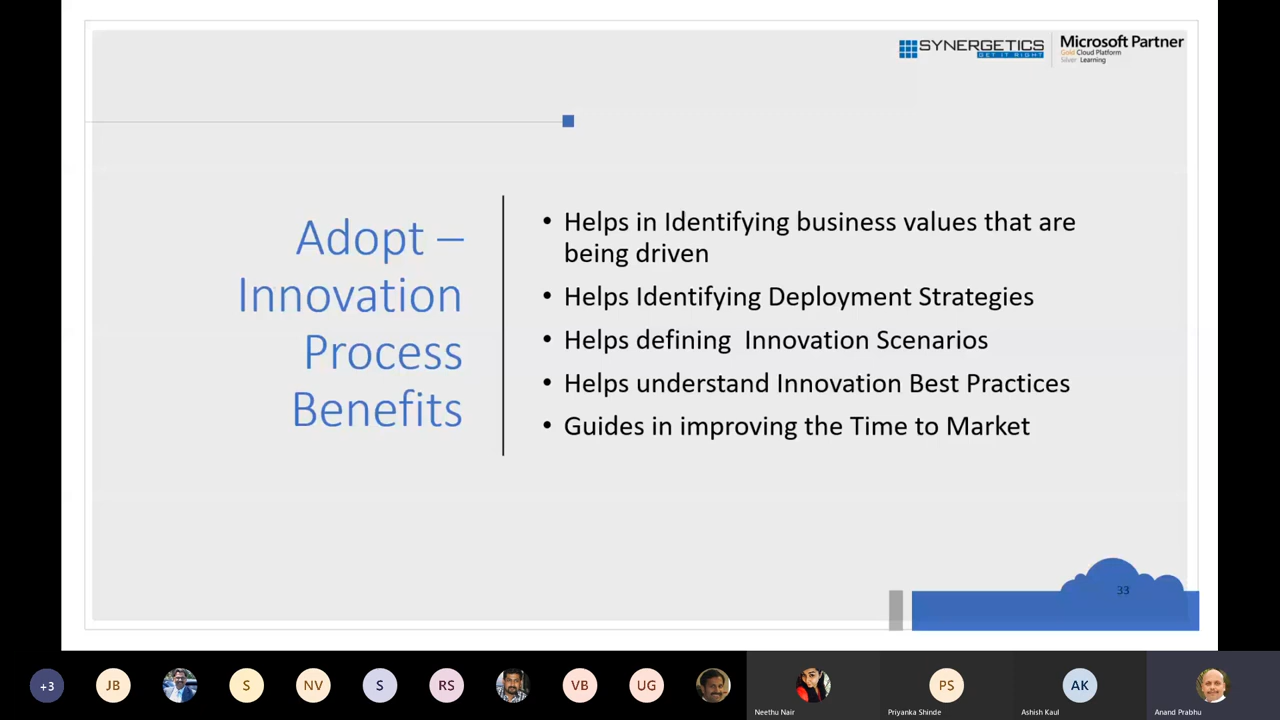 SYNERGETICS
GET IT RIGHT
Microsoft Partner
Gold Cloud Platform
Silver Learning
Adopt –
Innovation
Process
Benefits
• Helps in Identifying business values that are
being driven
• Helps Identifying Deployment Strategies
• Helps defining  Innovation Scenarios
• Helps understand Innovation Best Practices
• Guides in improving the Time to Market
33
+3
JB
S
NV
S
RS
VB
UG
PS
AK
Neethu Nair
Priyanka Shinde
Ashish Kaul
Anand Prabhu